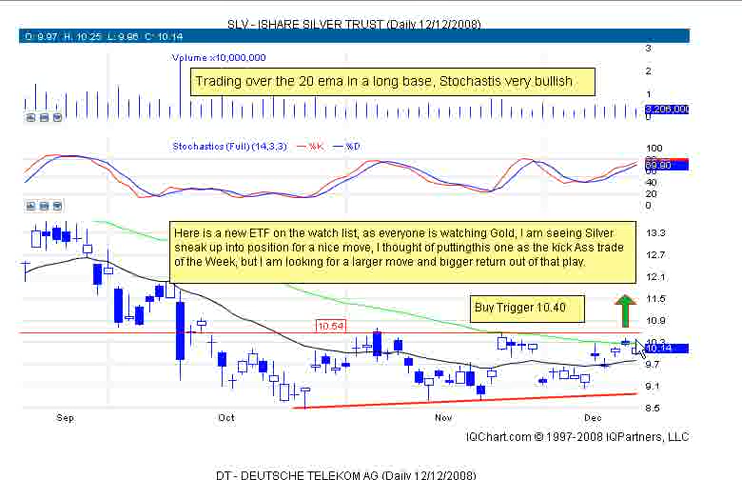 SLV - ISHARE SILVER TRUST (Daily 12/12/2008)
O: 9.97 H: 10.25 L: 9.96 C: 10.14
Volume x10,000,000
3
2
1
0
Trading over the 20 ema in a long base, Stochastis very bullish
3,206,000
Stochastics (Full) (14,3,3) %K %D
100
69.90
60
40
20
0
Here is a new ETF on the watch list, as everyone is watching Gold, I am seeing Silver
sneak up into position for a nice move, I thought of puttingthis one as the kick Ass trade
of the Week, but I am looking for a larger move and bigger return out of that play.
Buy Trigger 10.40
10.54
13.3
12.7
12.1
11.5
10.9
10.3
10.14
9.7
9.1
8.5
Sep Oct Nov Dec
IQChart.com © 1997-2008 IQPartners, LLC
DT - DEUTSCHE TELEKOM AG (Daily 12/12/2008)